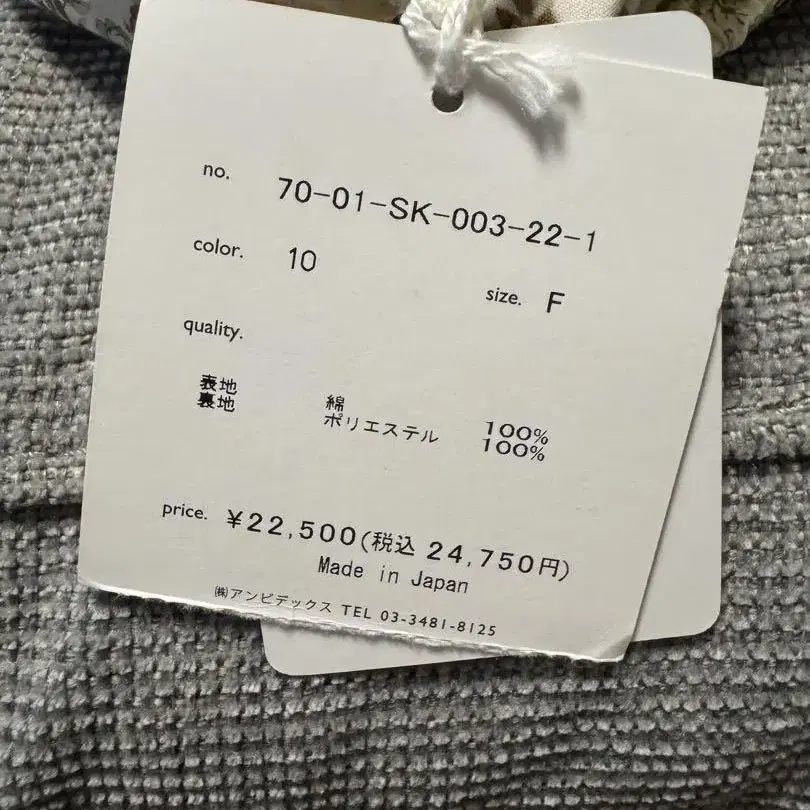 no. 70-01-SK-003-22-1
color. 10
size. F
quality.
表地 綿 100%
裏地 ポリエステル 100%
price. ¥22,500(税込 24,750円)
Made in Japan
㈱アンビデックス TEL 03-3481-8125